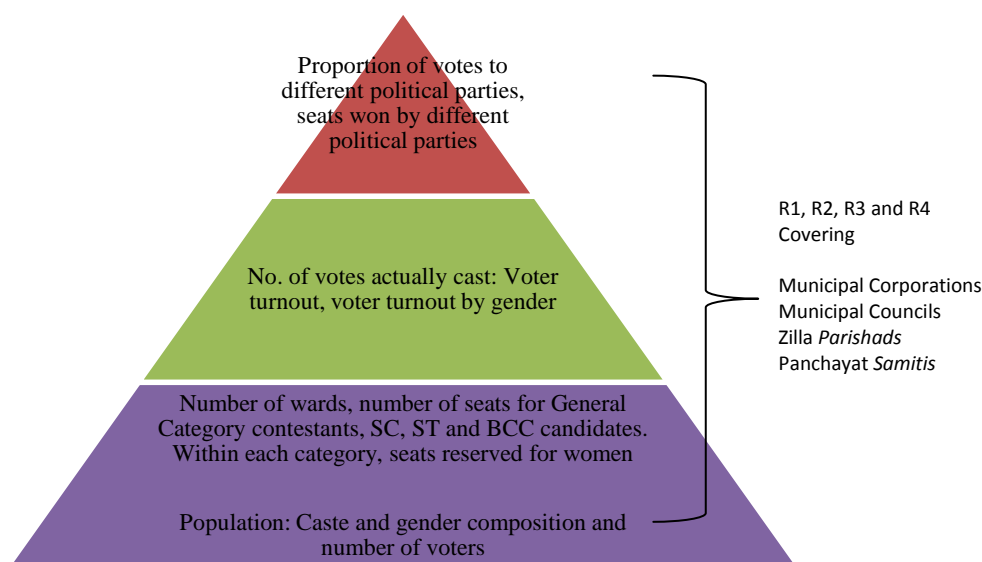 Proportion of votes to
different political parties,
seats won by different
political parties
No. of votes actually cast: Voter
turnout, voter turnout by gender
Number of wards, number of seats for General
Category contestants, SC, ST and BCC candidates.
Within each category, seats reserved for women
Population: Caste and gender composition and
number of voters
R1, R2, R3 and R4
Covering
Municipal Corporations
Municipal Councils
Zilla Parishads
Panchayat Samitis